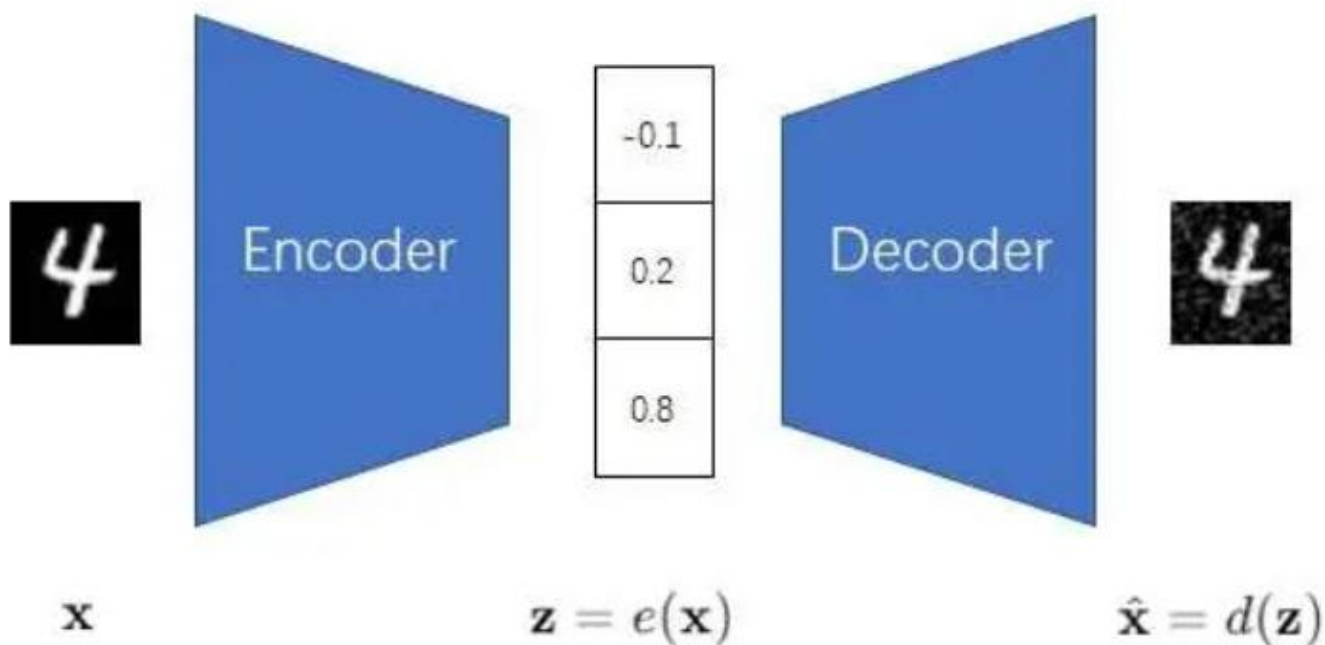 Encoder
-0.1
0.2
0.8
Decoder
4
4
x
z = e(x)
x̂ = d(z)